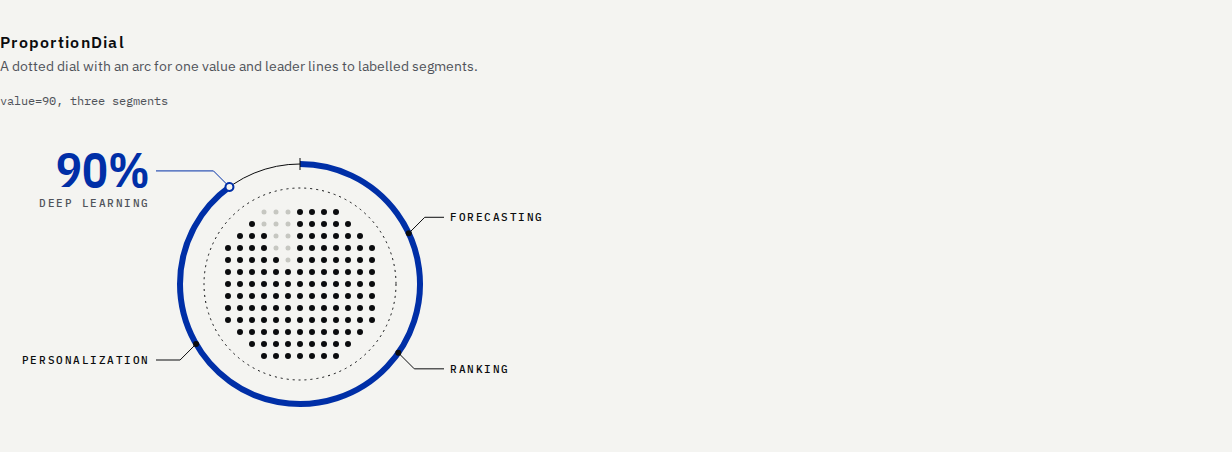 ProportionDial
A dotted dial with an arc for one value and leader lines to labelled segments.
value=90, three segments
90%
DEEP LEARNING
FORECASTING
PERSONALIZATION
RANKING